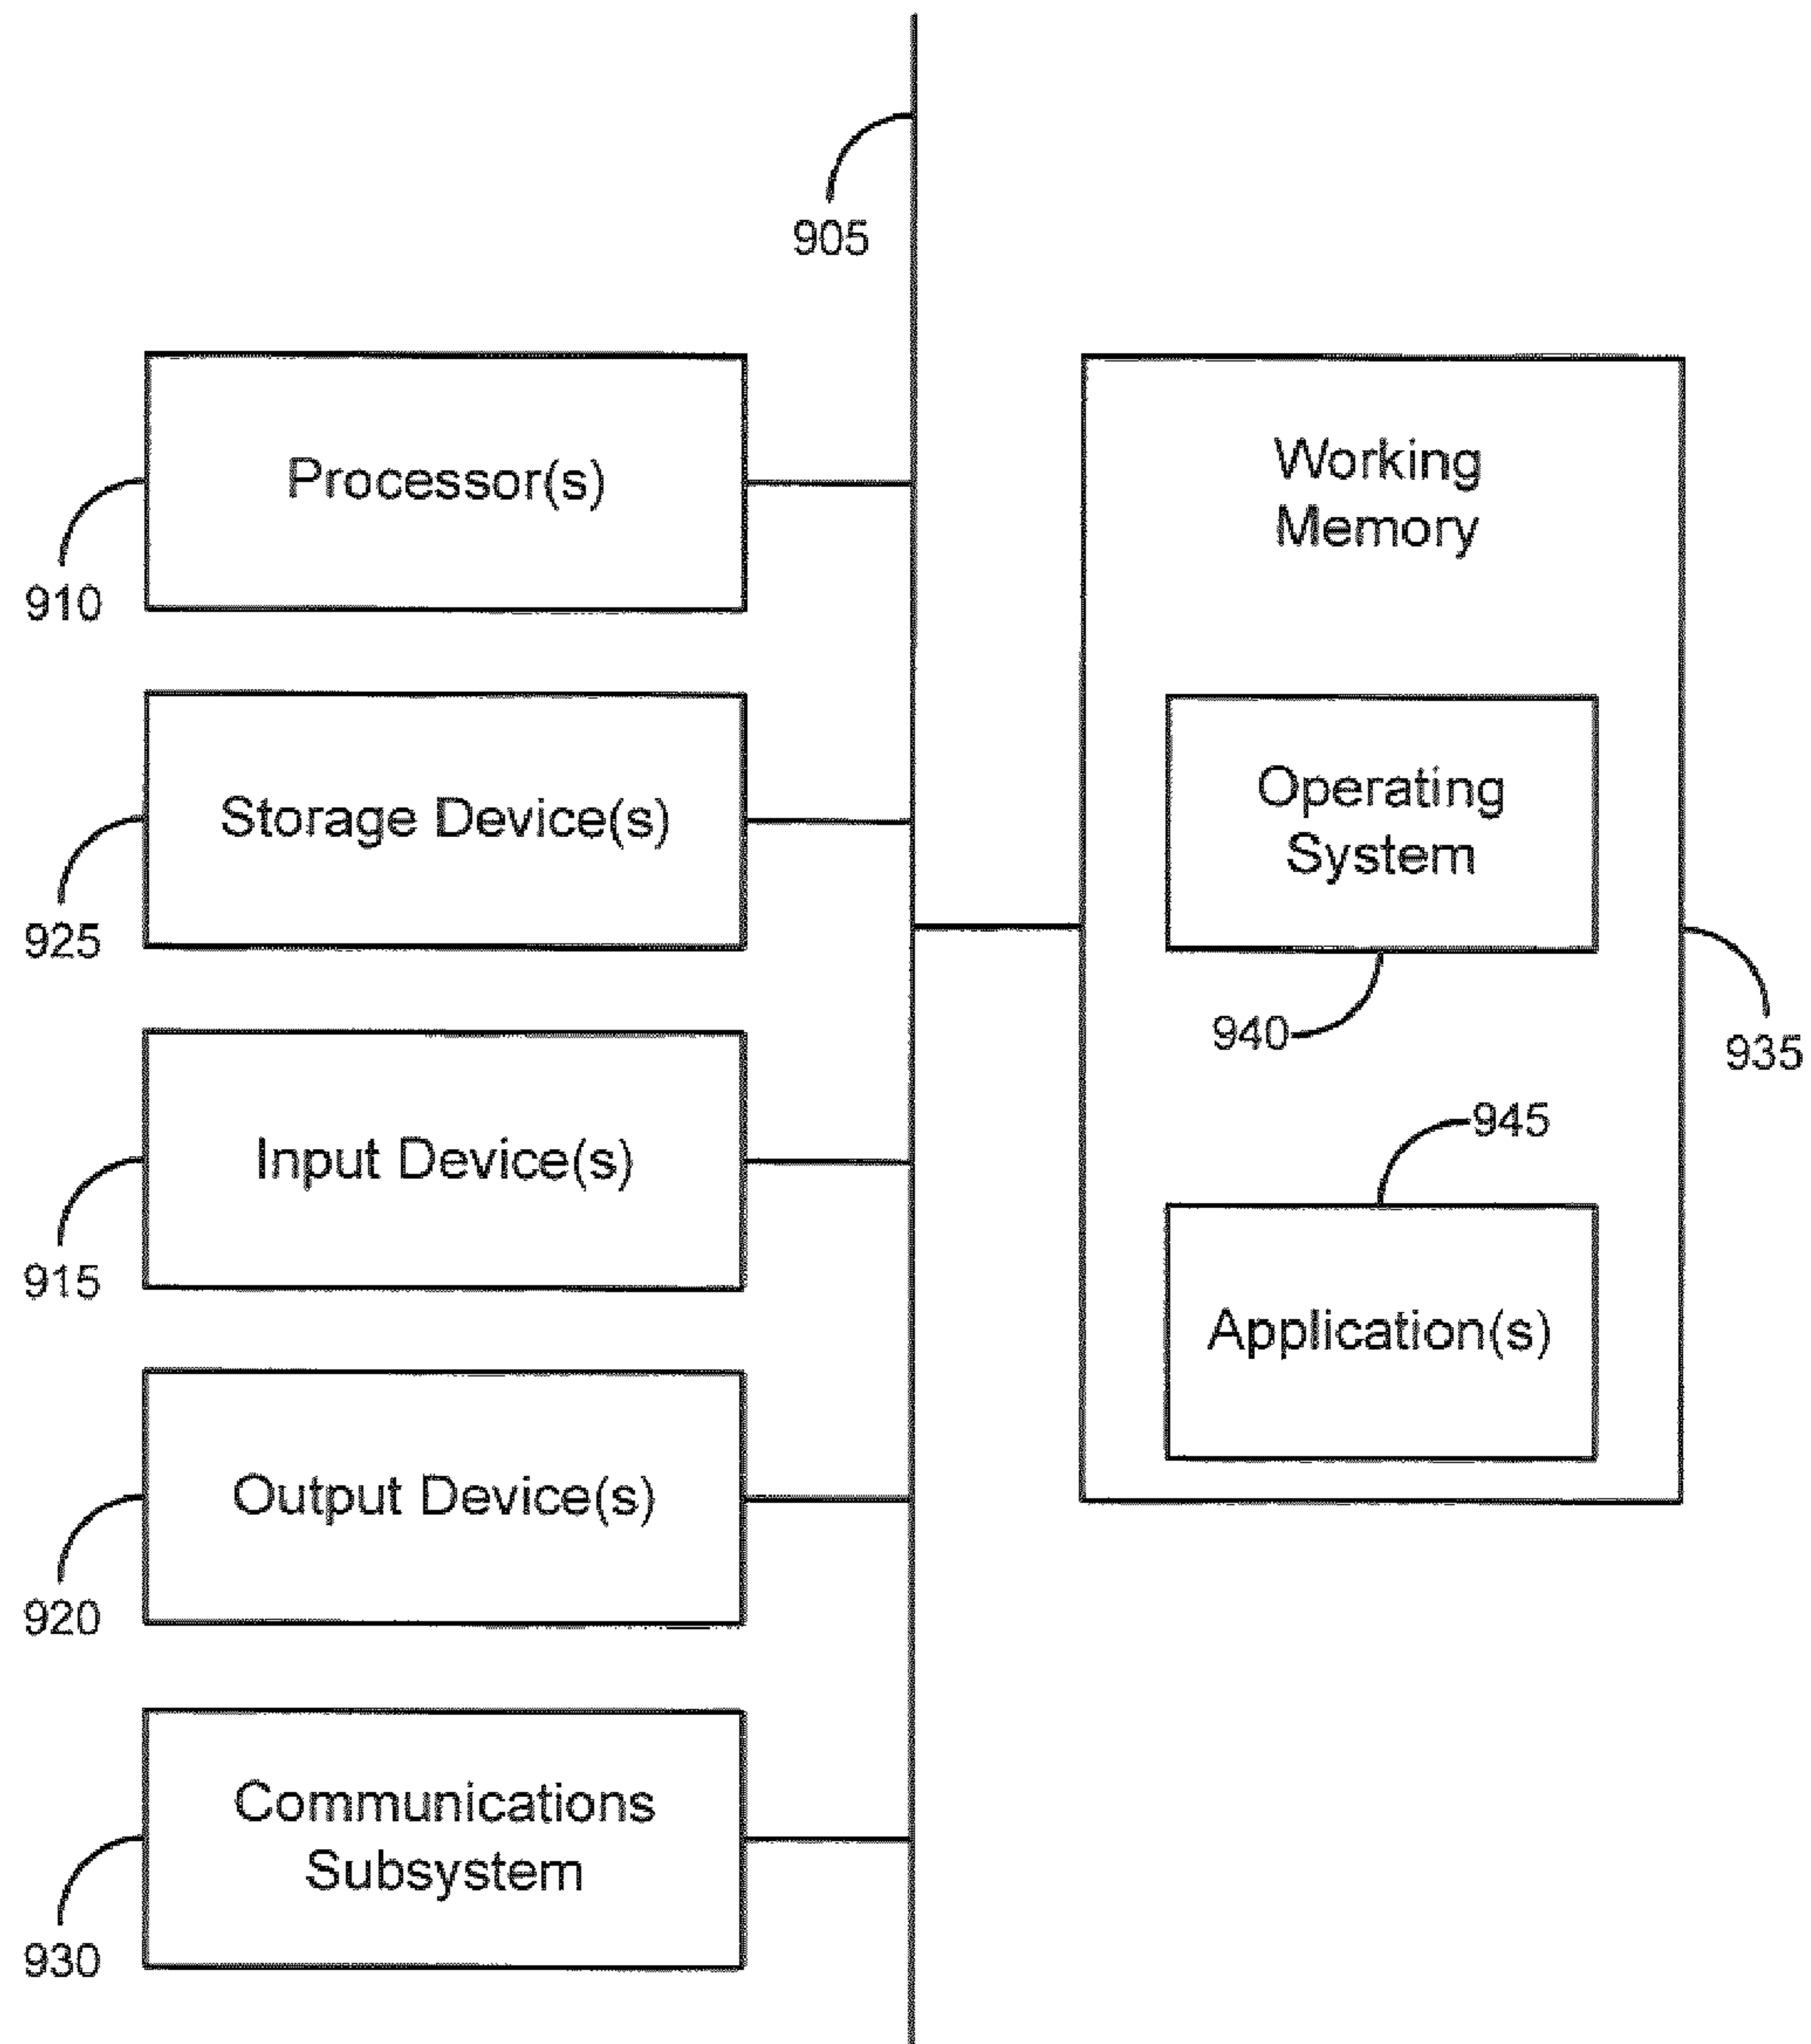 905
Processor(s)
910
Storage Device(s)
925
Input Device(s)
915
Output Device(s)
920
Communications
Subsystem
930
Working
Memory
Operating
System
940
935
945
Application(s)